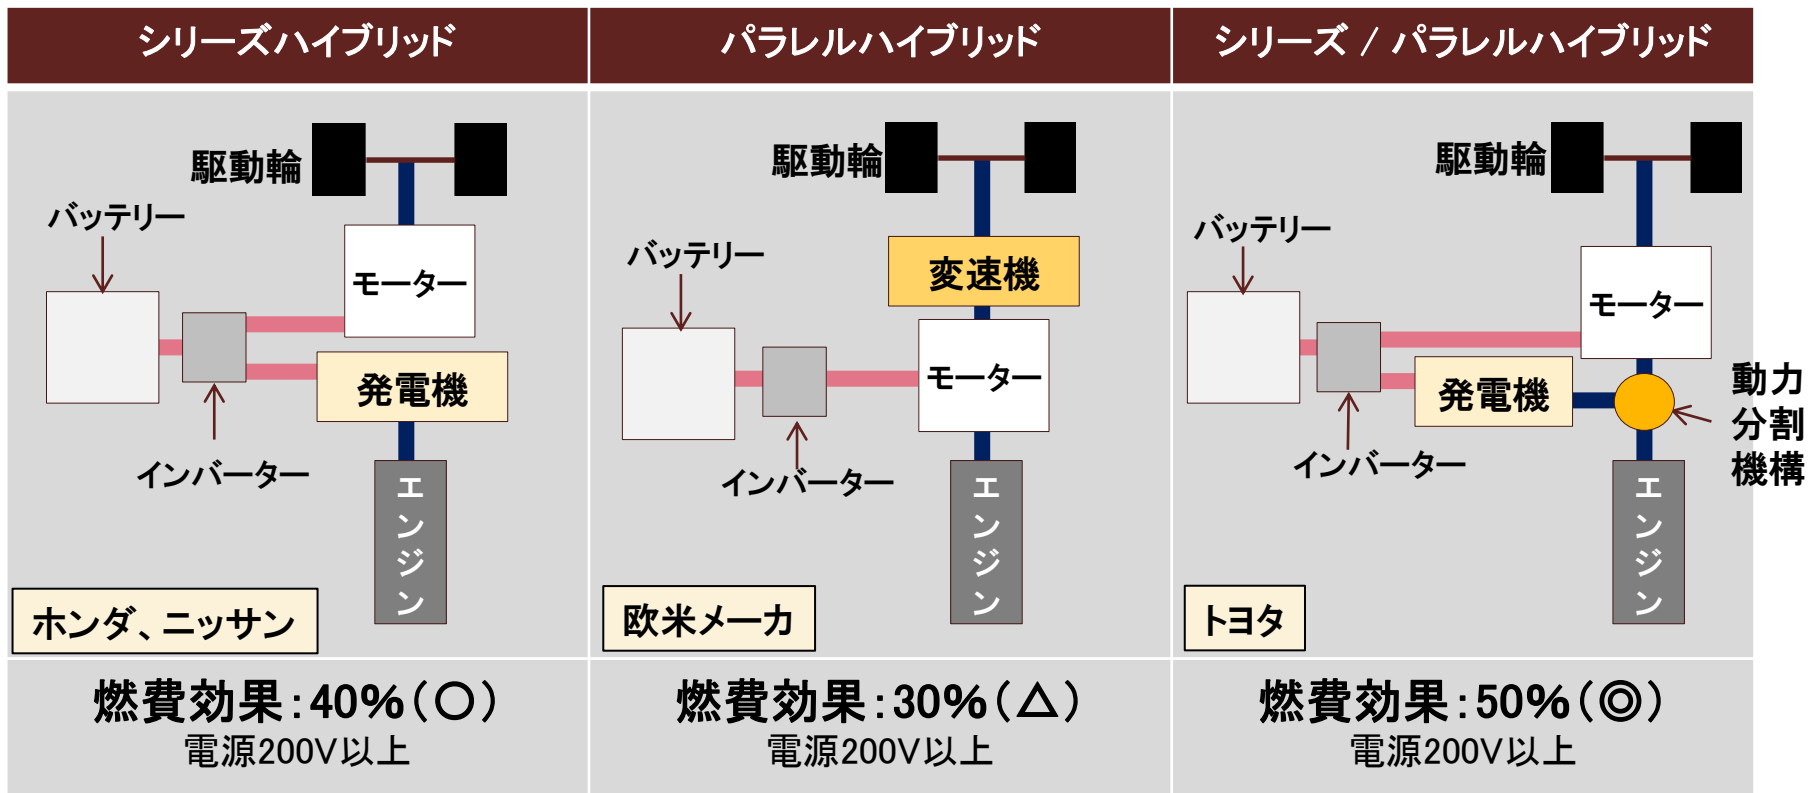 シリーズハイブリッド
駆動輪
バッテリー
モーター
発電機
インバーター
エンジン
ホンダ、ニッサン
燃費効果：40%（○）
電源200V以上
パラレルハイブリッド
駆動輪
バッテリー
変速機
モーター
インバーター
エンジン
欧米メーカ
燃費効果：30%（△）
電源200V以上
シリーズ / パラレルハイブリッド
駆動輪
バッテリー
モーター
発電機
動力
分割
機構
インバーター
エンジン
トヨタ
燃費効果：50%（◎）
電源200V以上